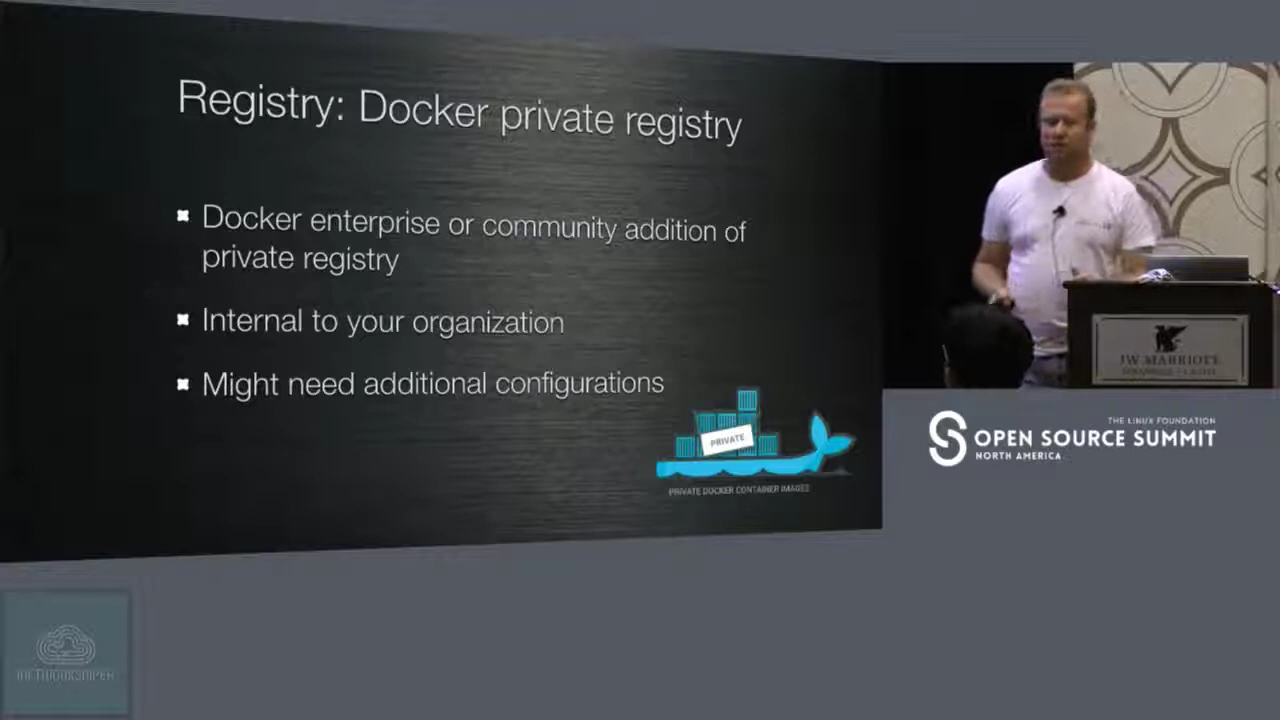 Registry: Docker private registry
Docker enterprise or community addition of
private registry
Internal to your organization
Might need additional configurations
PRIVATE
PRIVATE DOCKER CONTAINER IMAGES
JW MARRIOTT
THE LINUX FOUNDATION
OPEN SOURCE SUMMIT
NORTH AMERICA